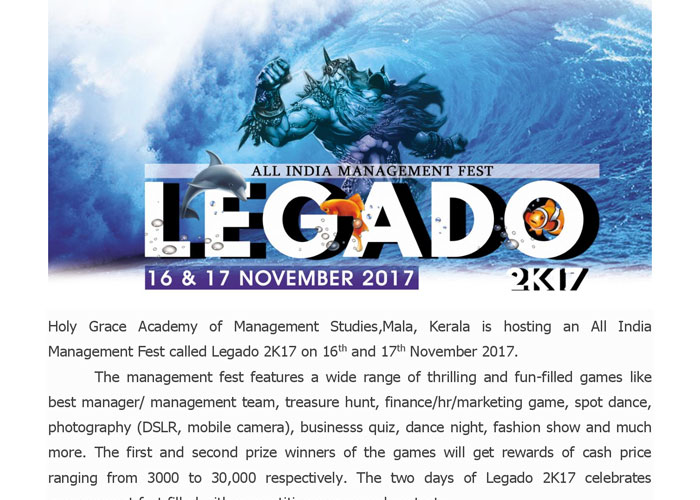 ALL INDIA MANAGEMENT FEST
LEGADO
16 & 17 NOVEMBER 2017
2K17
Holy Grace Academy of Management Studies,Mala, Kerala is hosting an All India
Management Fest called Legado 2K17 on 16th and 17th November 2017.
The management fest features a wide range of thrilling and fun-filled games like
best manager/ management team, treasure hunt, finance/hr/marketing game, spot dance,
photography (DSLR, mobile camera), businesss quiz, dance night, fashion show and much
more. The first and second prize winners of the games will get rewards of cash price
ranging from 3000 to 30,000 respectively. The two days of Legado 2K17 celebrates